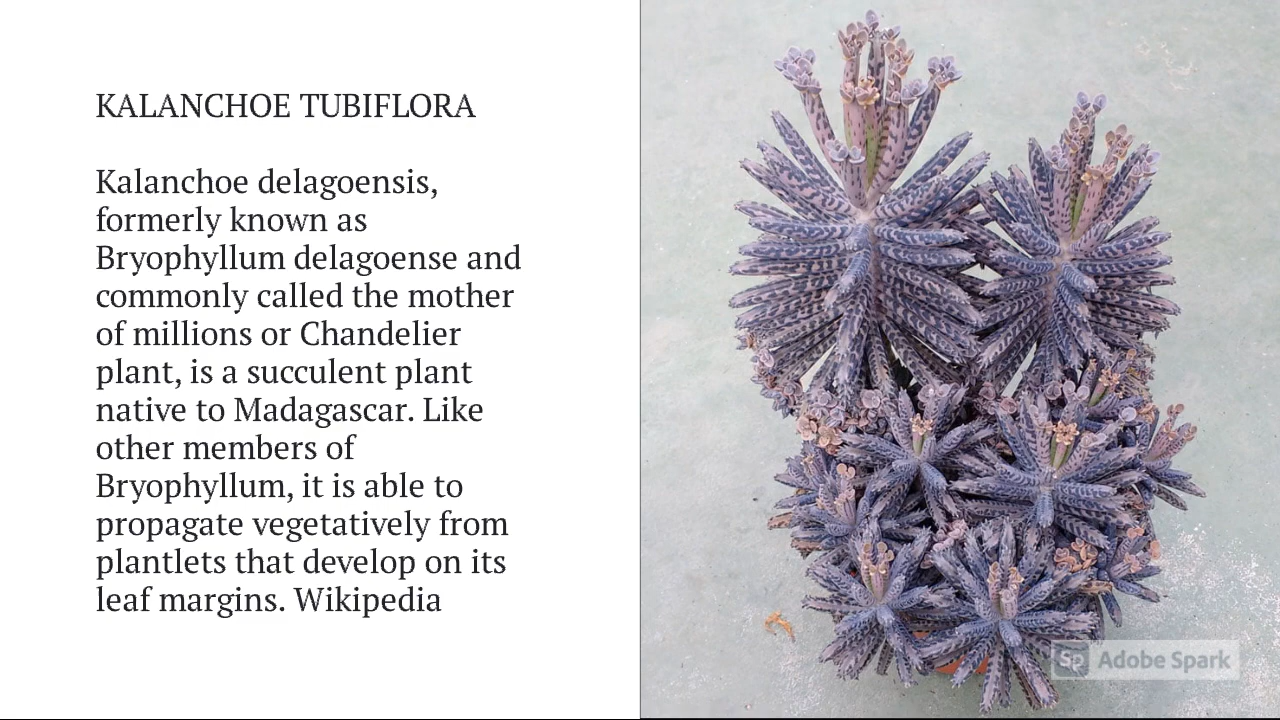 KALANCHOE TUBIFLORA
Kalanchoe delagoensis,
formerly known as
Bryophyllum delagoense and
commonly called the mother
of millions or Chandelier
plant, is a succulent plant
native to Madagascar. Like
other members of
Bryophyllum, it is able to
propagate vegetatively from
plantlets that develop on its
leaf margins. Wikipedia
Sp Adobe Spark